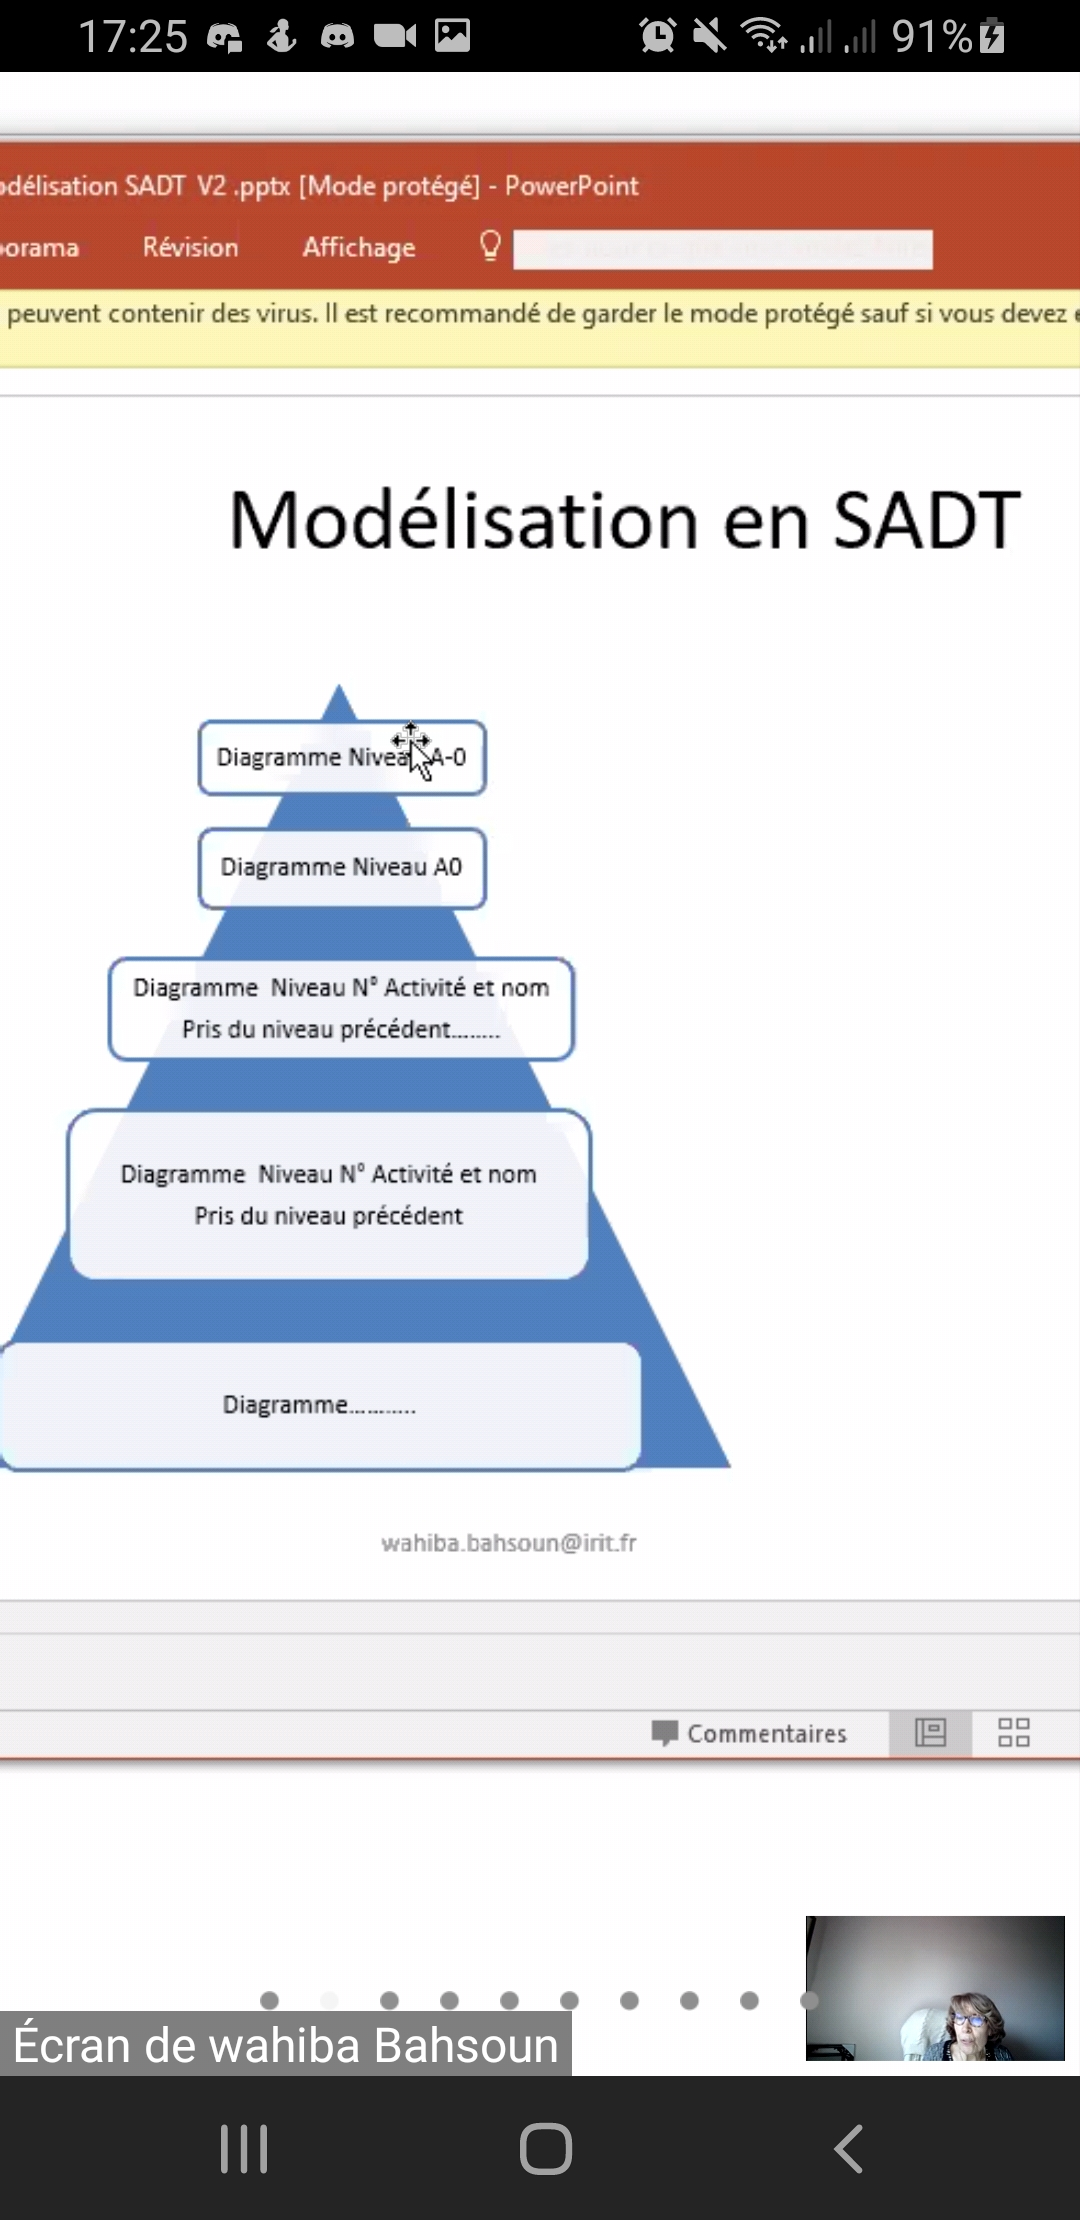 17:25
91%
odélisation SADT V2 .pptx [Mode protégé] - PowerPoint
orama Révision Affichage
peuvent contenir des virus. Il est recommandé de garder le mode protégé sauf si vous devez
Modélisation en SADT
Diagramme Niveau A-0
Diagramme Niveau A0
Diagramme Niveau N° Activité et nom
Pris du niveau précédent........
Diagramme Niveau N° Activité et nom
Pris du niveau précédent
Diagramme...........
wahiba.bahsoun@irit.fr
Commentaires
Écran de wahiba Bahsoun